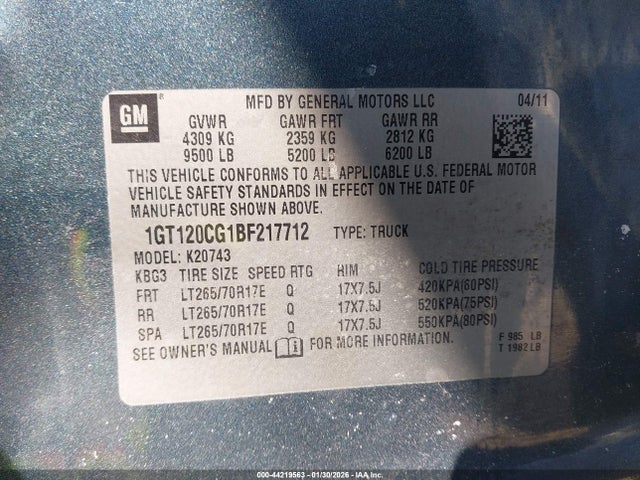 GM
MFD BY GENERAL MOTORS LLC 04/11
GVWR GAWR FRT GAWR RR
4309 KG 2359 KG 2812 KG
9500 LB 5200 LB 6200 LB
THIS VEHICLE CONFORMS TO ALL APPLICABLE U.S. FEDERAL MOTOR
VEHICLE SAFETY STANDARDS IN EFFECT ON THE DATE OF
MANUFACTURE SHOWN ABOVE.
1GT120CG1BF217712 TYPE: TRUCK
MODEL: K20743
KBG3 TIRE SIZE SPEED RTG HIM COLD TIRE PRESSURE
FRT LT265/70R17E Q 17X7.5J 420KPA(60PSI)
RR LT265/70R17E Q 17X7.5J 520KPA(75PSI)
SPA LT265/70R17E Q 17X7.5J 550KPA(80PSI)
SEE OWNER'S MANUAL FOR MORE INFORMATION. F 985 LB
T 1982 LB
000-44219563 - 01/30/2026 - IAA, Inc.